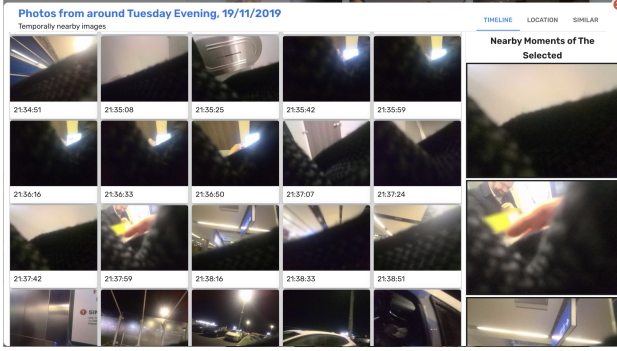 Photos from around Tuesday Evening, 19/11/2019
Temporally nearby images
TIMELINE LOCATION SIMILAR
Nearby Moments of The
Selected
21:34:51 21:35:08 21:35:25 21:35:42 21:35:59
21:36:16 21:36:33 21:36:50 21:37:07 21:37:24
21:37:42 21:37:59 21:38:16 21:38:33 21:38:51